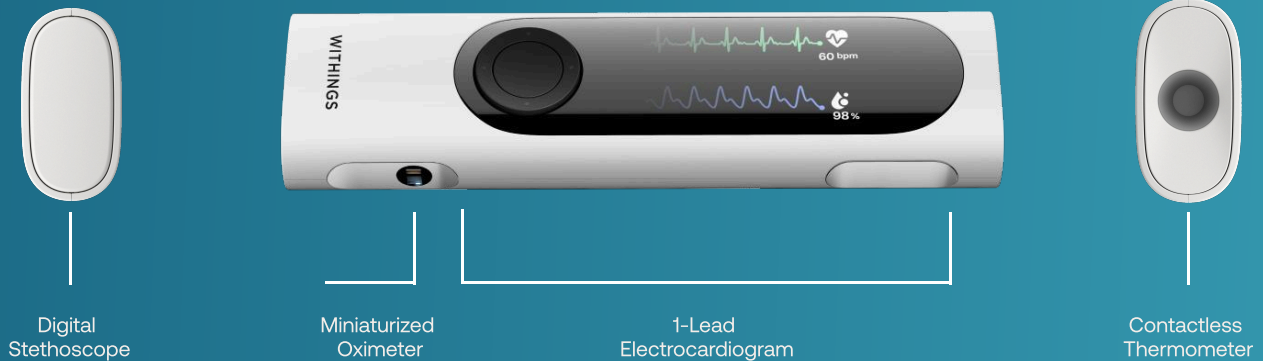 WITHINGS
60 bpm
98%
Digital
Stethoscope
Miniaturized
Oximeter
1-Lead
Electrocardiogram
Contactless
Thermometer